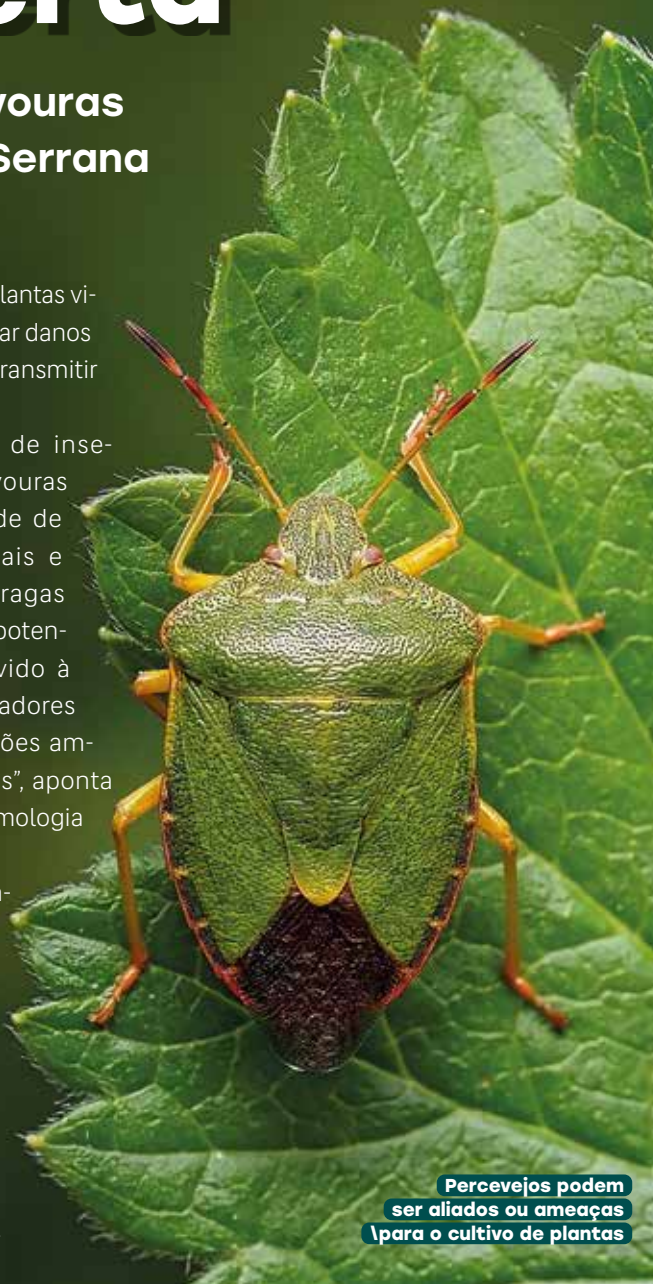 erta
vouras
Serrana
lantas vi-
ar danos
ransmitir
de inse-
vouras
de de
ais e
ragas
poten-
vido à
adores
ões am-
s”, aponta
mologia
Percevejos podem
ser aliados ou ameaças
\para o cultivo de plantas